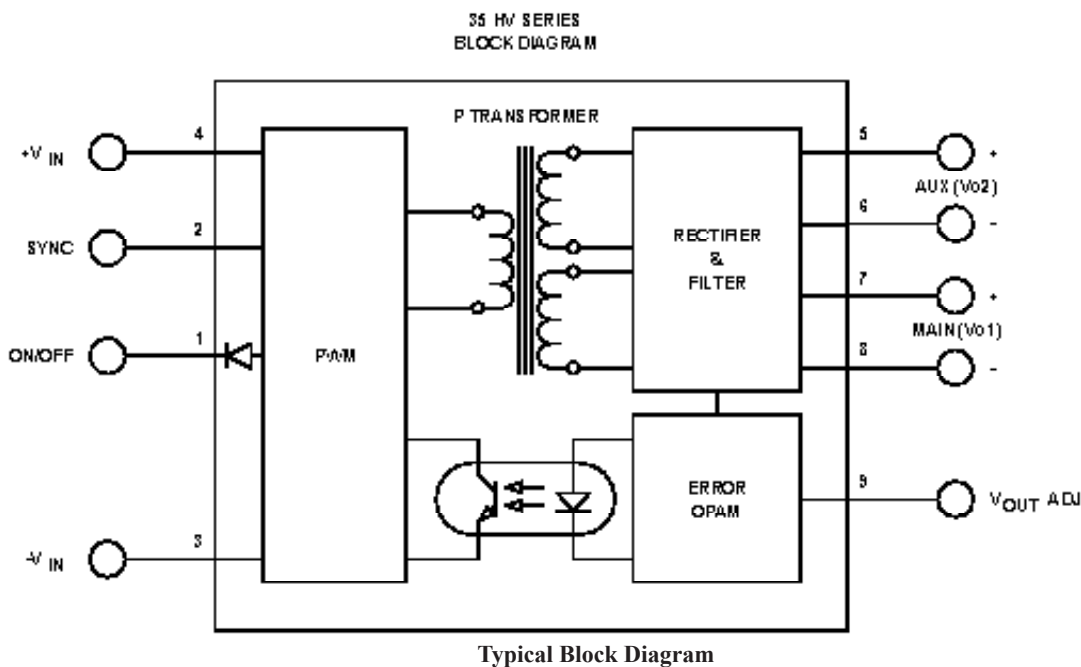 35 HV SERIES
BLOCK DIAGRAM
P TRANSFORMER
4
+V IN
2
SYNC
1
ON/OFF
3
-V IN
PWM
RECTIFIER
&
FILTER
5
+
AUX (Vo2)
6
-
7
+
MAIN (Vo1)
8
-
ERROR
OPAM
9
VOUT ADJ
Typical Block Diagram